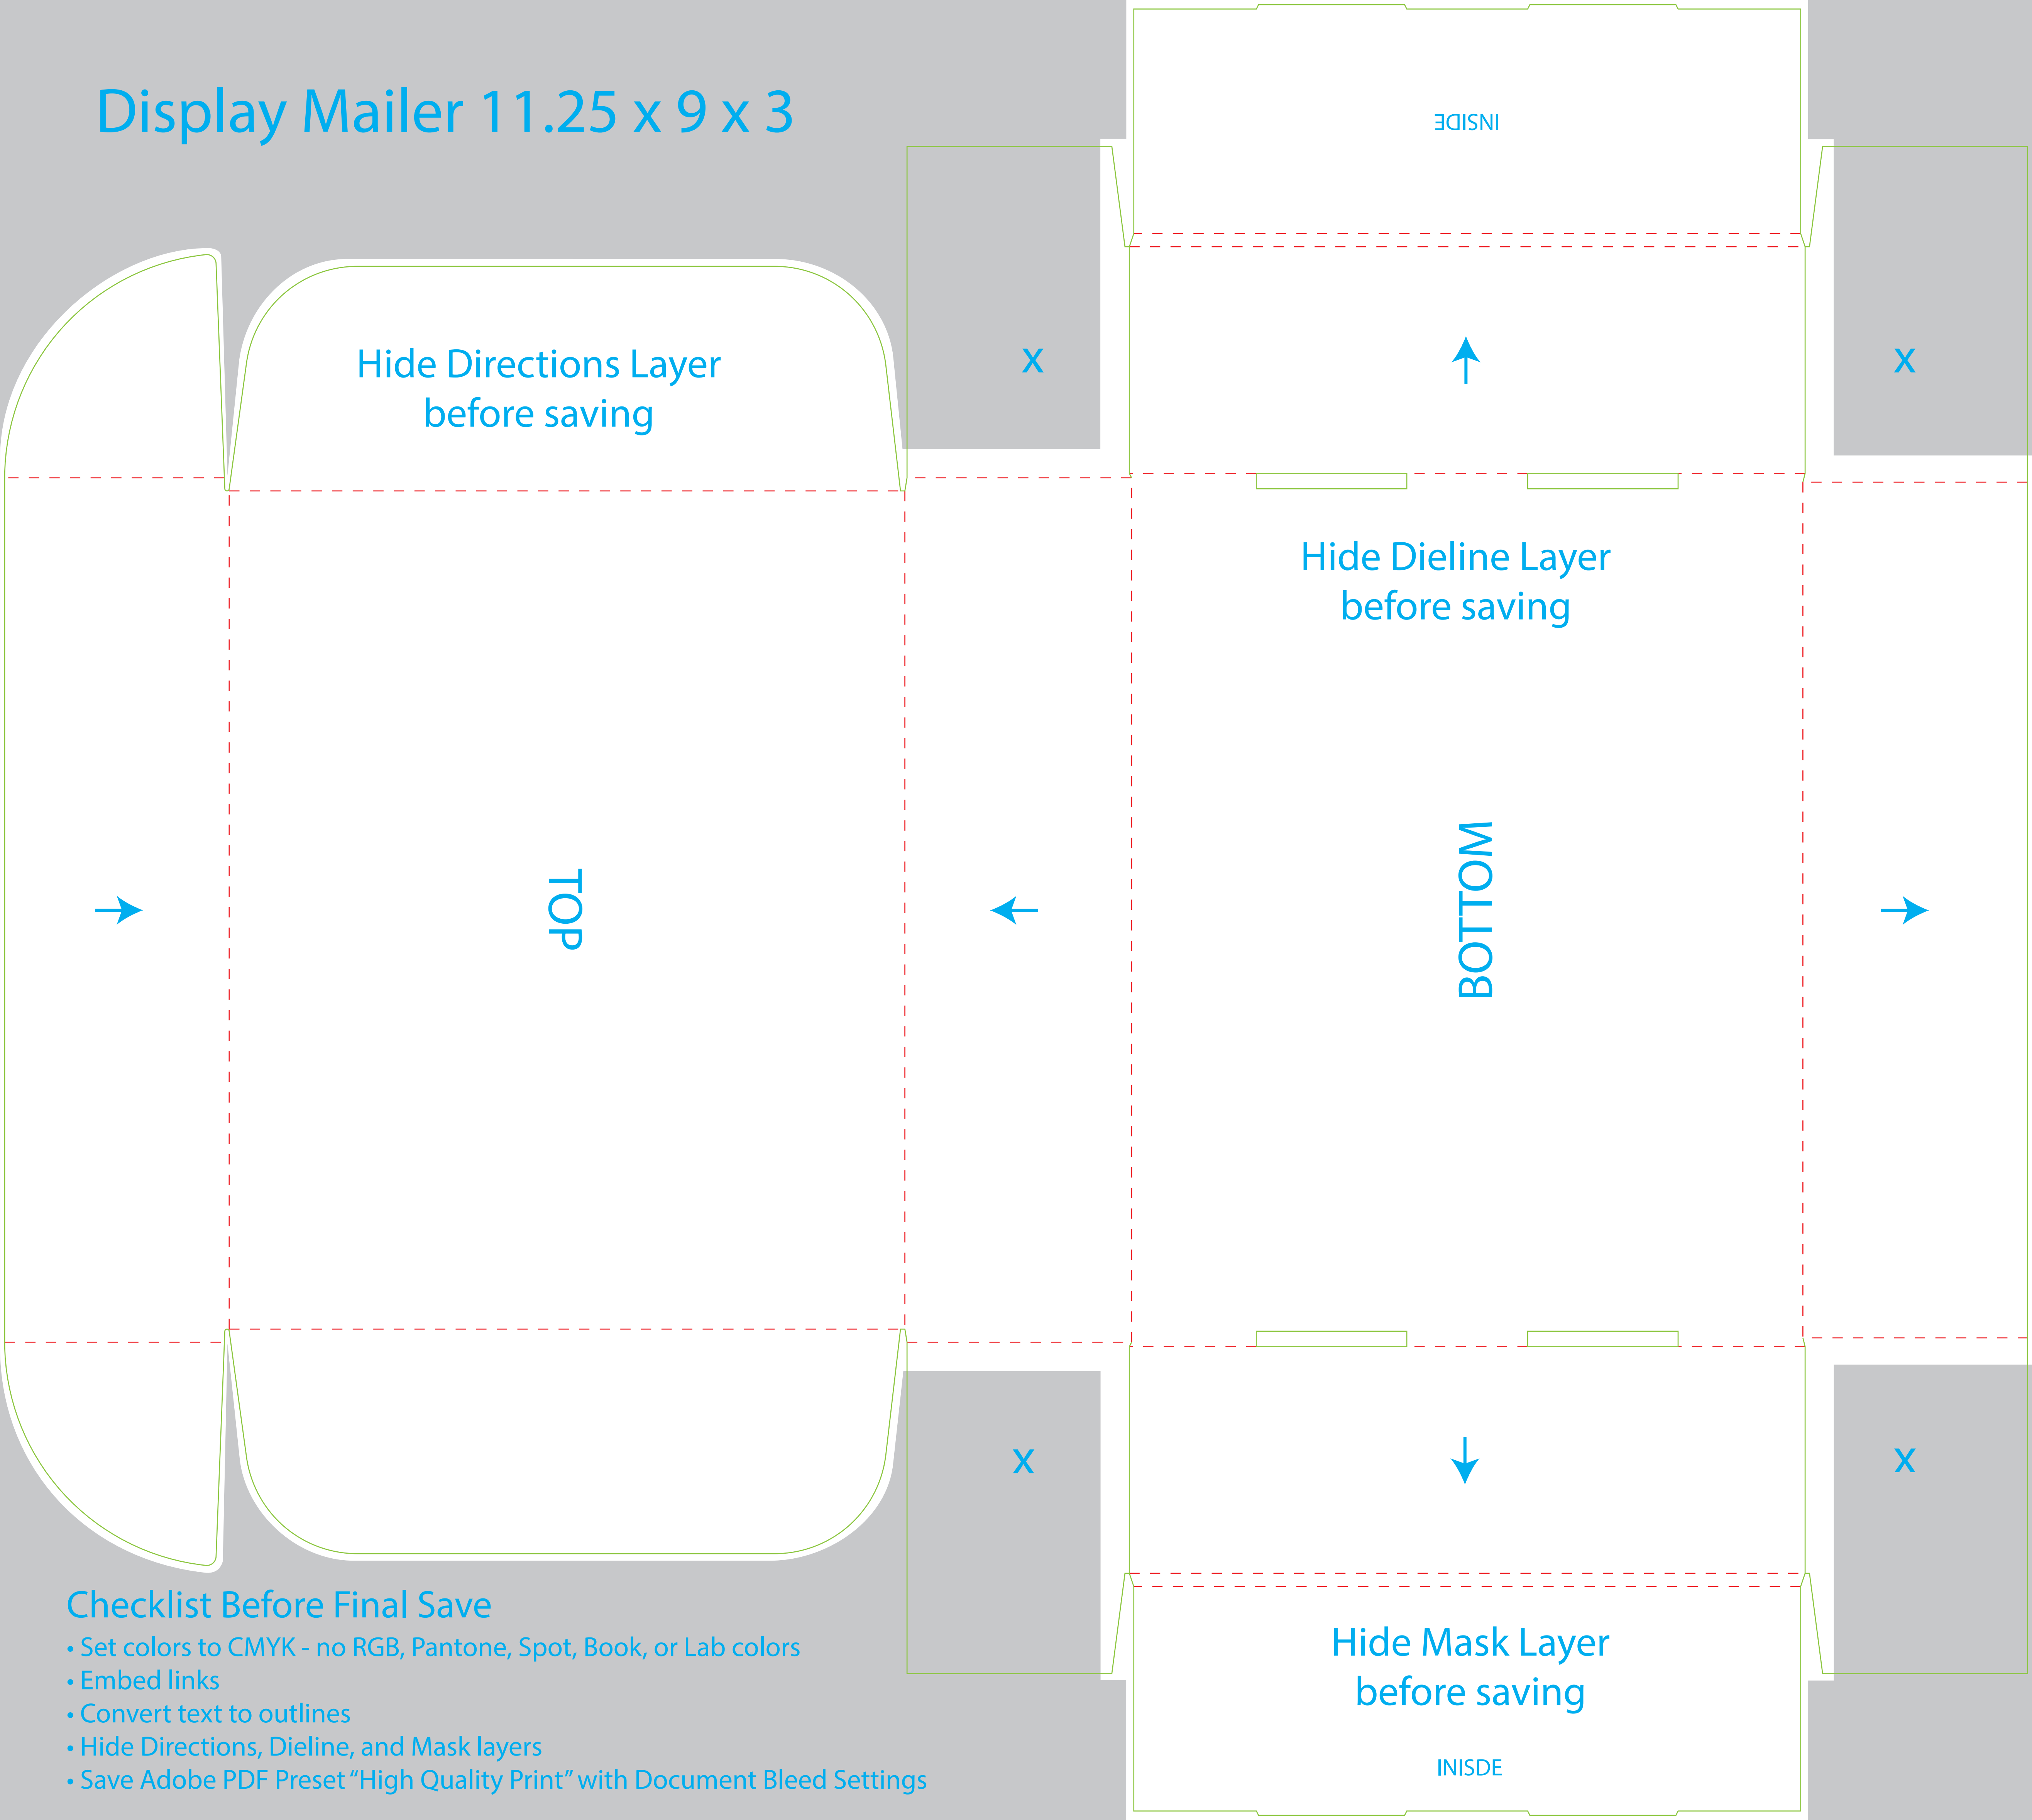 Display Mailer 11.25 x 9 x 3
INSIDE
Hide Directions Layer
before saving
x
x
Hide Dieline Layer
before saving
TOP
BOTTOM
x
x
Checklist Before Final Save
• Set colors to CMYK - no RGB, Pantone, Spot, Book, or Lab colors
• Embed links
• Convert text to outlines
• Hide Directions, Dieline, and Mask layers
• Save Adobe PDF Preset “High Quality Print” with Document Bleed Settings
Hide Mask Layer
before saving
INISDE